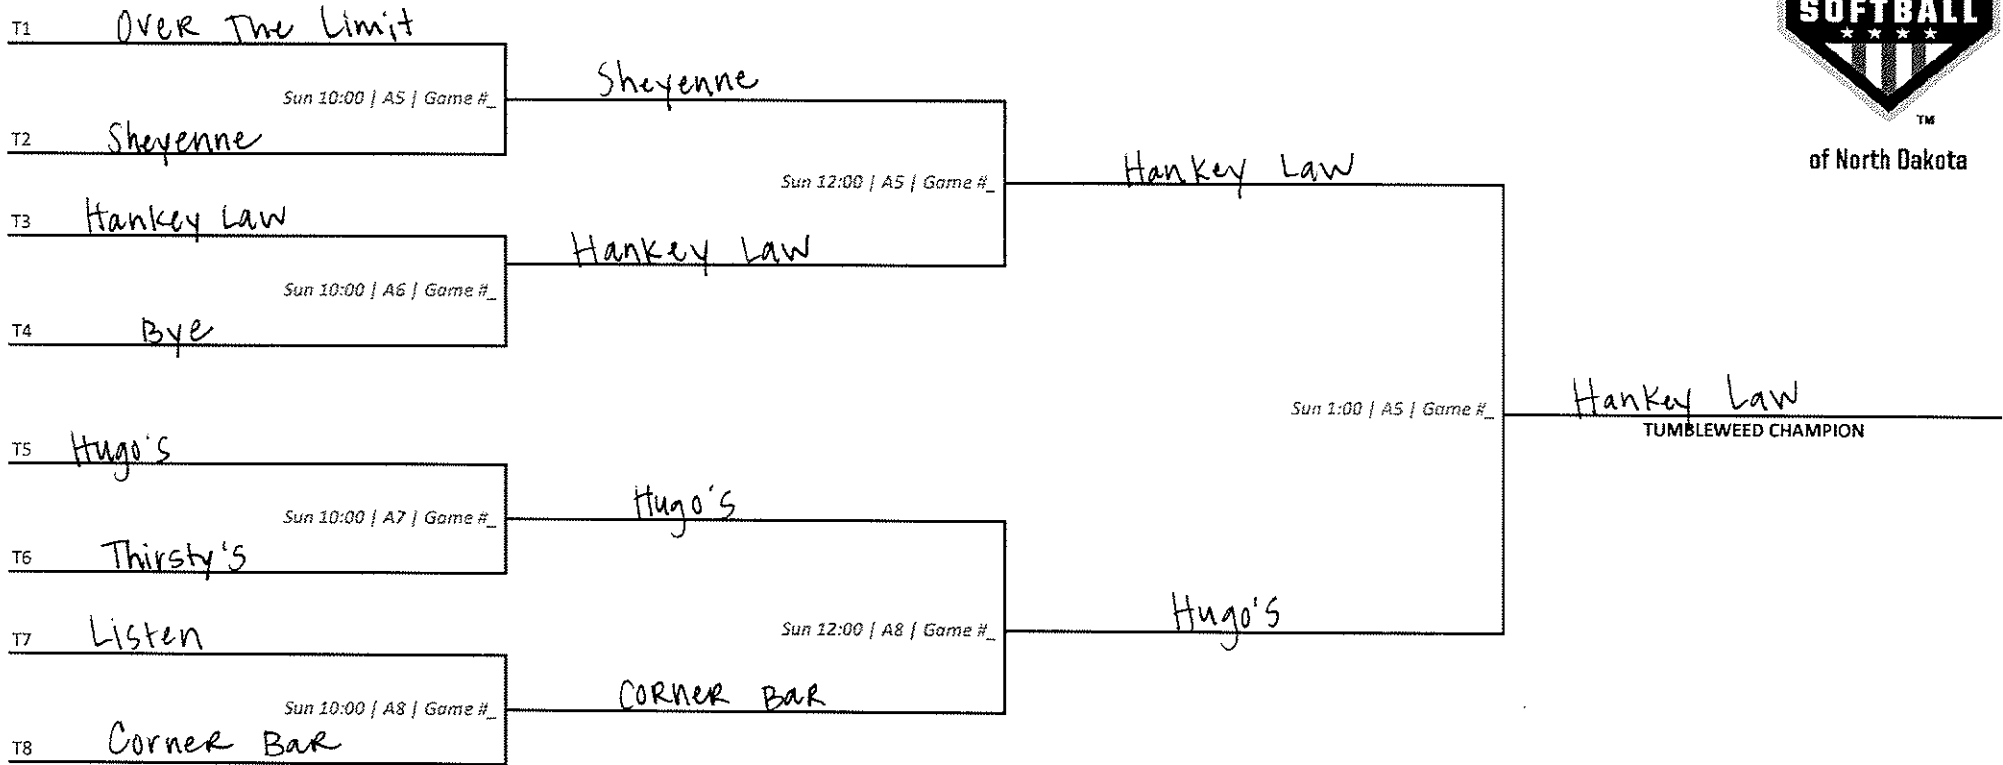 SOFTBALL
TM
of North Dakota
T1 Over The Limit
Sun 10:00 | A5 | Game #_
T2 Sheyenne
Sheyenne
Sun 12:00 | A5 | Game #_
T3 Hankey Law
Sun 10:00 | A6 | Game #_
T4 Bye
Hankey Law
Hankey Law
Sun 1:00 | A5 | Game #_
Hankey Law
TUMBLEWEED CHAMPION
T5 Hugo's
Sun 10:00 | A7 | Game #_
T6 Thirsty's
Hugo's
Sun 12:00 | A8 | Game #_
T7 Listen
Sun 10:00 | A8 | Game #_
T8 Corner Bar
Corner Bar
Hugo's